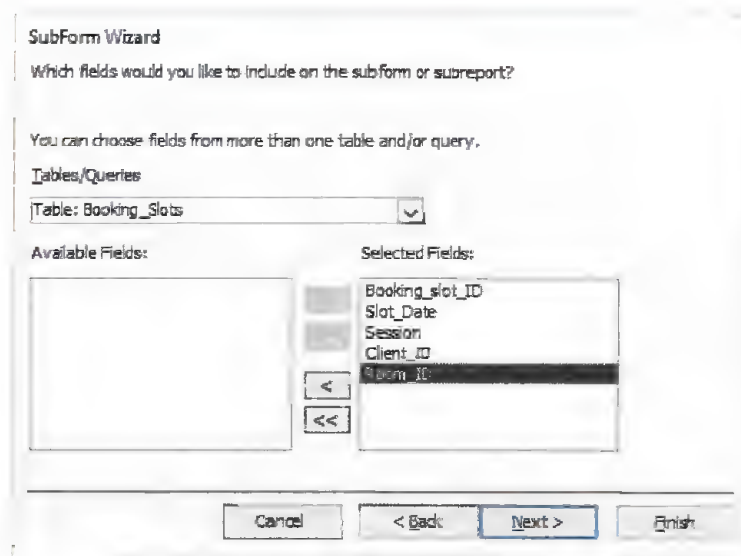 SubForm Wizard
Which fields would you like to include on the subform or subreport?
You can choose fields from more than one table and/or query.
Tables/Queries
Table: Booking_Slots
Available Fields:
Selected Fields:
Booking_slot_ID
Slot_Date
Session
Client_ID
Room_ID
<
<<
Cancel
< Back
Next >
Finish